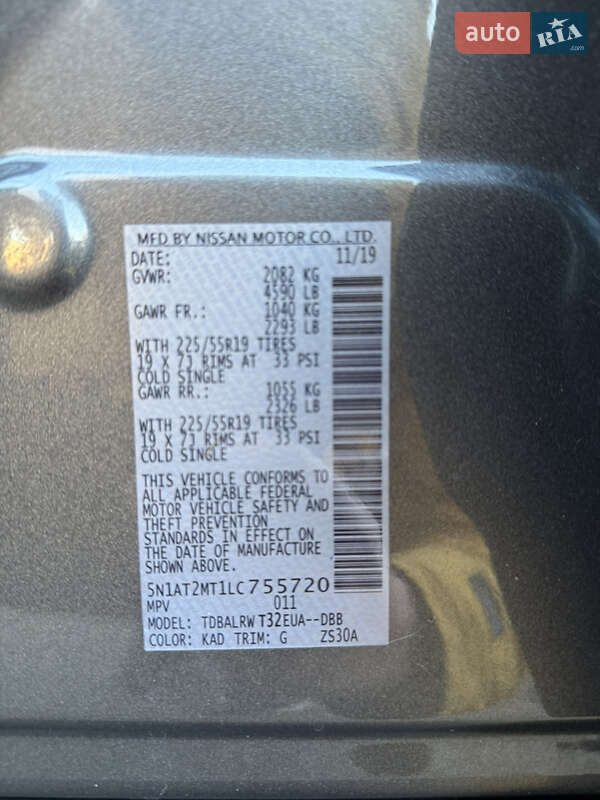 auto RIA .com
MFD BY NISSAN MOTOR CO., LTD.
DATE: 11/19
GVWR: 2082 KG
4590 LB
GAWR FR.: 1040 KG
2293 LB
WITH 225/55R19 TIRES
19 X 7J RIMS AT 33 PSI
COLD SINGLE
GAWR RR.: 1055 KG
2326 LB
WITH 225/55R19 TIRES
19 X 7J RIMS AT 33 PSI
COLD SINGLE
THIS VEHICLE CONFORMS TO
ALL APPLICABLE FEDERAL
MOTOR VEHICLE SAFETY AND
THEFT PREVENTION
STANDARDS IN EFFECT ON
THE DATE OF MANUFACTURE
SHOWN ABOVE.
5N1AT2MT1LC755720
MPV 011
MODEL: TDBALRW T32EUA--DBB
COLOR: KAD TRIM: G ZS30A